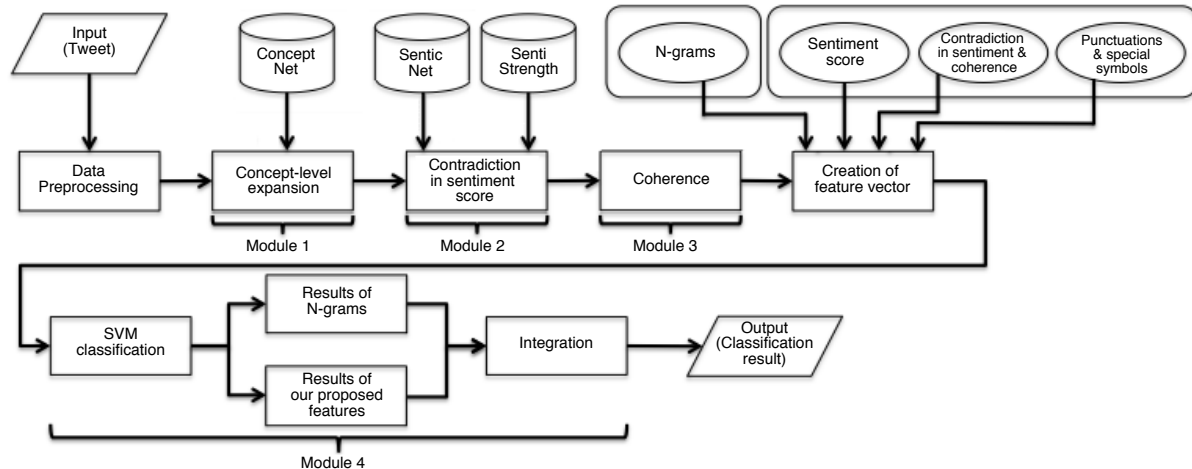 Input
(Tweet)
Concept
Net
Sentic
Net
Senti
Strength
N-grams
Sentiment
score
Contradiction
in sentiment &
coherence
Punctuations
& special
symbols
Data
Preprocessing
Concept-level
expansion
Contradiction
in sentiment
score
Coherence
Creation of
feature vector
Module 1
Module 2
Module 3
SVM
classification
Results of
N-grams
Results of
our proposed
features
Integration
Output
(Classification
result)
Module 4